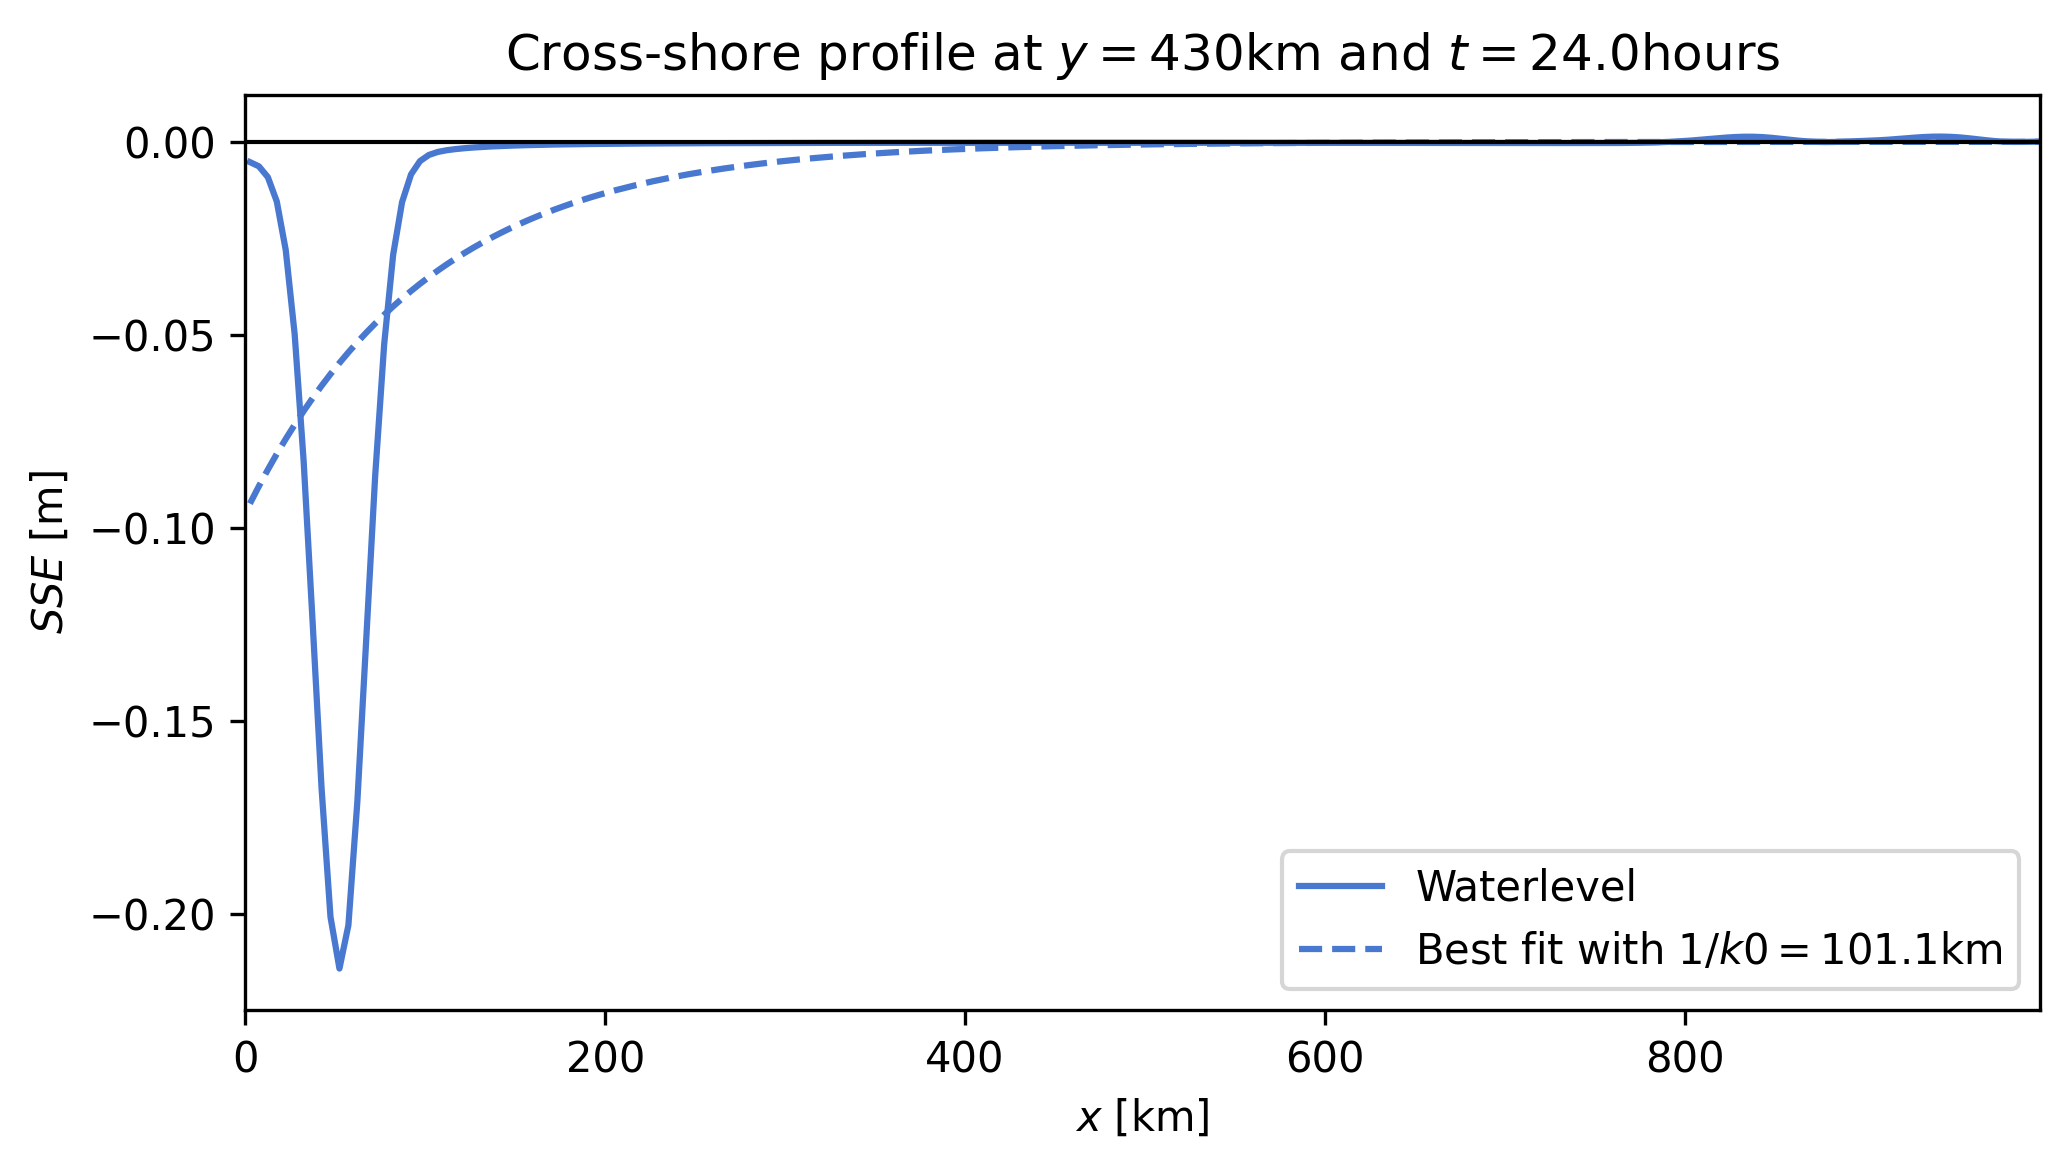 Cross-shore profile at y = 430km and t = 24.0hours
0.00
−0.05
−0.10
−0.15
−0.20
SSE [m]
Waterlevel
Best fit with 1/k0 = 101.1km
0 200 400 600 800
x [km]